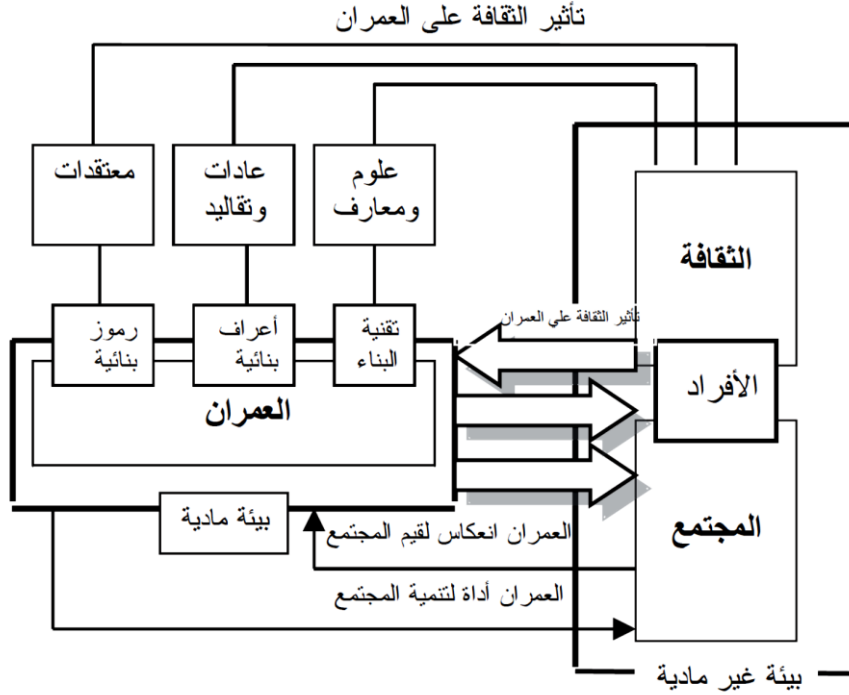 تأثير الثقافة على العمران
علوم
ومعارف
عادات
وتقاليد
معتقدات
الثقافة
تقنية
البناء
أعراف
بنائية
رموز
بنائية
تأثير الثقافة علي العمران
الأفراد
العمران
المجتمع
بيئة مادية
العمران انعكاس لقيم المجتمع
العمران أداة لتنمية المجتمع
بيئة غير مادية